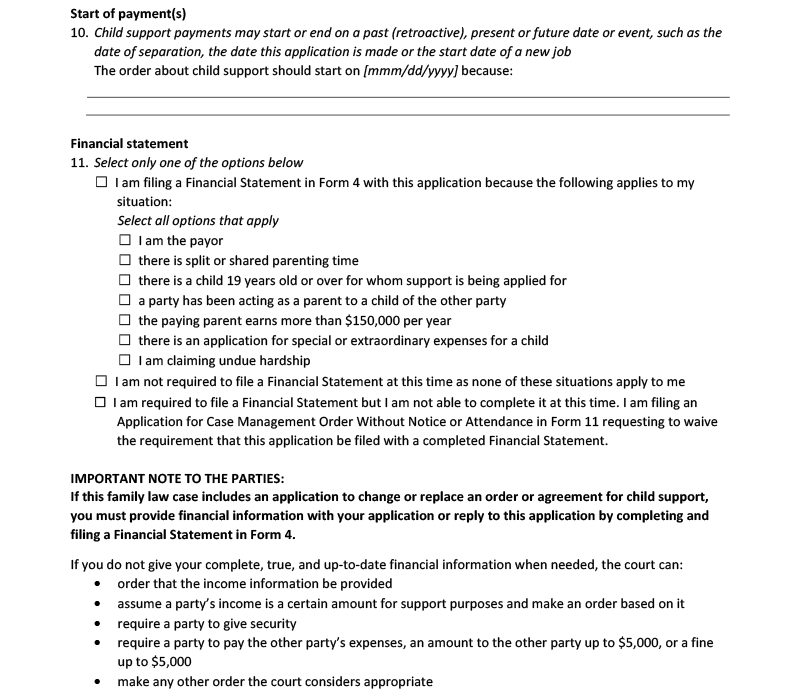 Start of payment(s)
10. Child support payments may start or end on a past (retroactive), present or future date or event, such as the
date of separation, the date this application is made or the start date of a new job
The order about child support should start on [mmm/dd/yyyy] because:
Financial statement
11. Select only one of the options below
☐ I am filing a Financial Statement in Form 4 with this application because the following applies to my
situation:
Select all options that apply
☐ I am the payor
☐ there is split or shared parenting time
☐ there is a child 19 years old or over for whom support is being applied for
☐ a party has been acting as a parent to a child of the other party
☐ the paying parent earns more than $150,000 per year
☐ there is an application for special or extraordinary expenses for a child
☐ I am claiming undue hardship
☐ I am not required to file a Financial Statement at this time as none of these situations apply to me
☐ I am required to file a Financial Statement but I am not able to complete it at this time. I am filing an
Application for Case Management Order Without Notice or Attendance in Form 11 requesting to waive
the requirement that this application be filed with a completed Financial Statement.
IMPORTANT NOTE TO THE PARTIES:
If this family law case includes an application to change or replace an order or agreement for child support,
you must provide financial information with your application or reply to this application by completing and
filing a Financial Statement in Form 4.
If you do not give your complete, true, and up-to-date financial information when needed, the court can:
• order that the income information be provided
• assume a party's income is a certain amount for support purposes and make an order based on it
• require a party to give security
• require a party to pay the other party's expenses, an amount to the other party up to $5,000, or a fine
up to $5,000
• make any other order the court considers appropriate